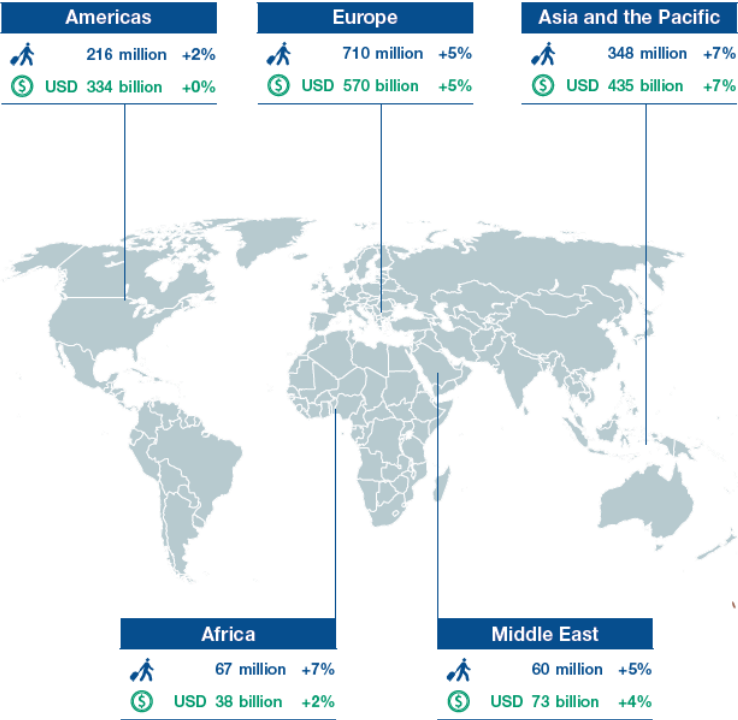 Americas
216 million +2%
$ USD 334 billion +0%
Europe
710 million +5%
$ USD 570 billion +5%
Asia and the Pacific
348 million +7%
$ USD 435 billion +7%
Africa
67 million +7%
$ USD 38 billion +2%
Middle East
60 million +5%
$ USD 73 billion +4%